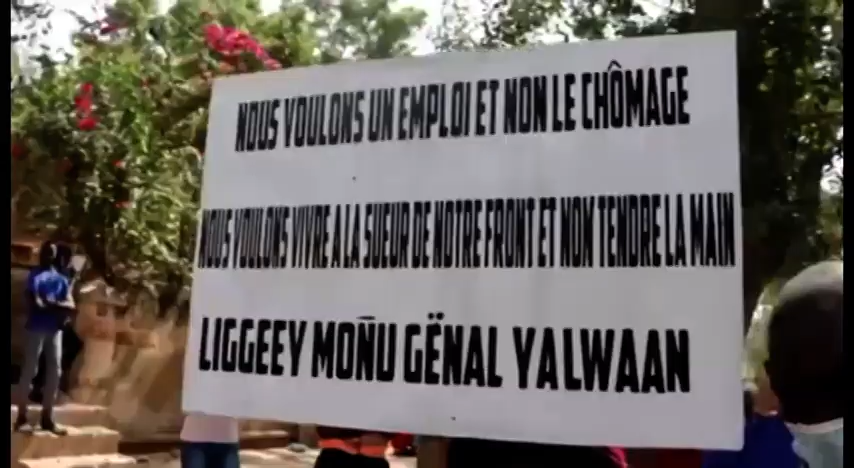 NOUS VOULONS UN EMPLOI ET NON LE CHÔMAGE
NOUS VOULONS VIVRE A LA SUEUR DE NOTRE FRONT ET NON TENDRE LA MAIN
LIGGEEY MOÑU GËNAL YALWAAN